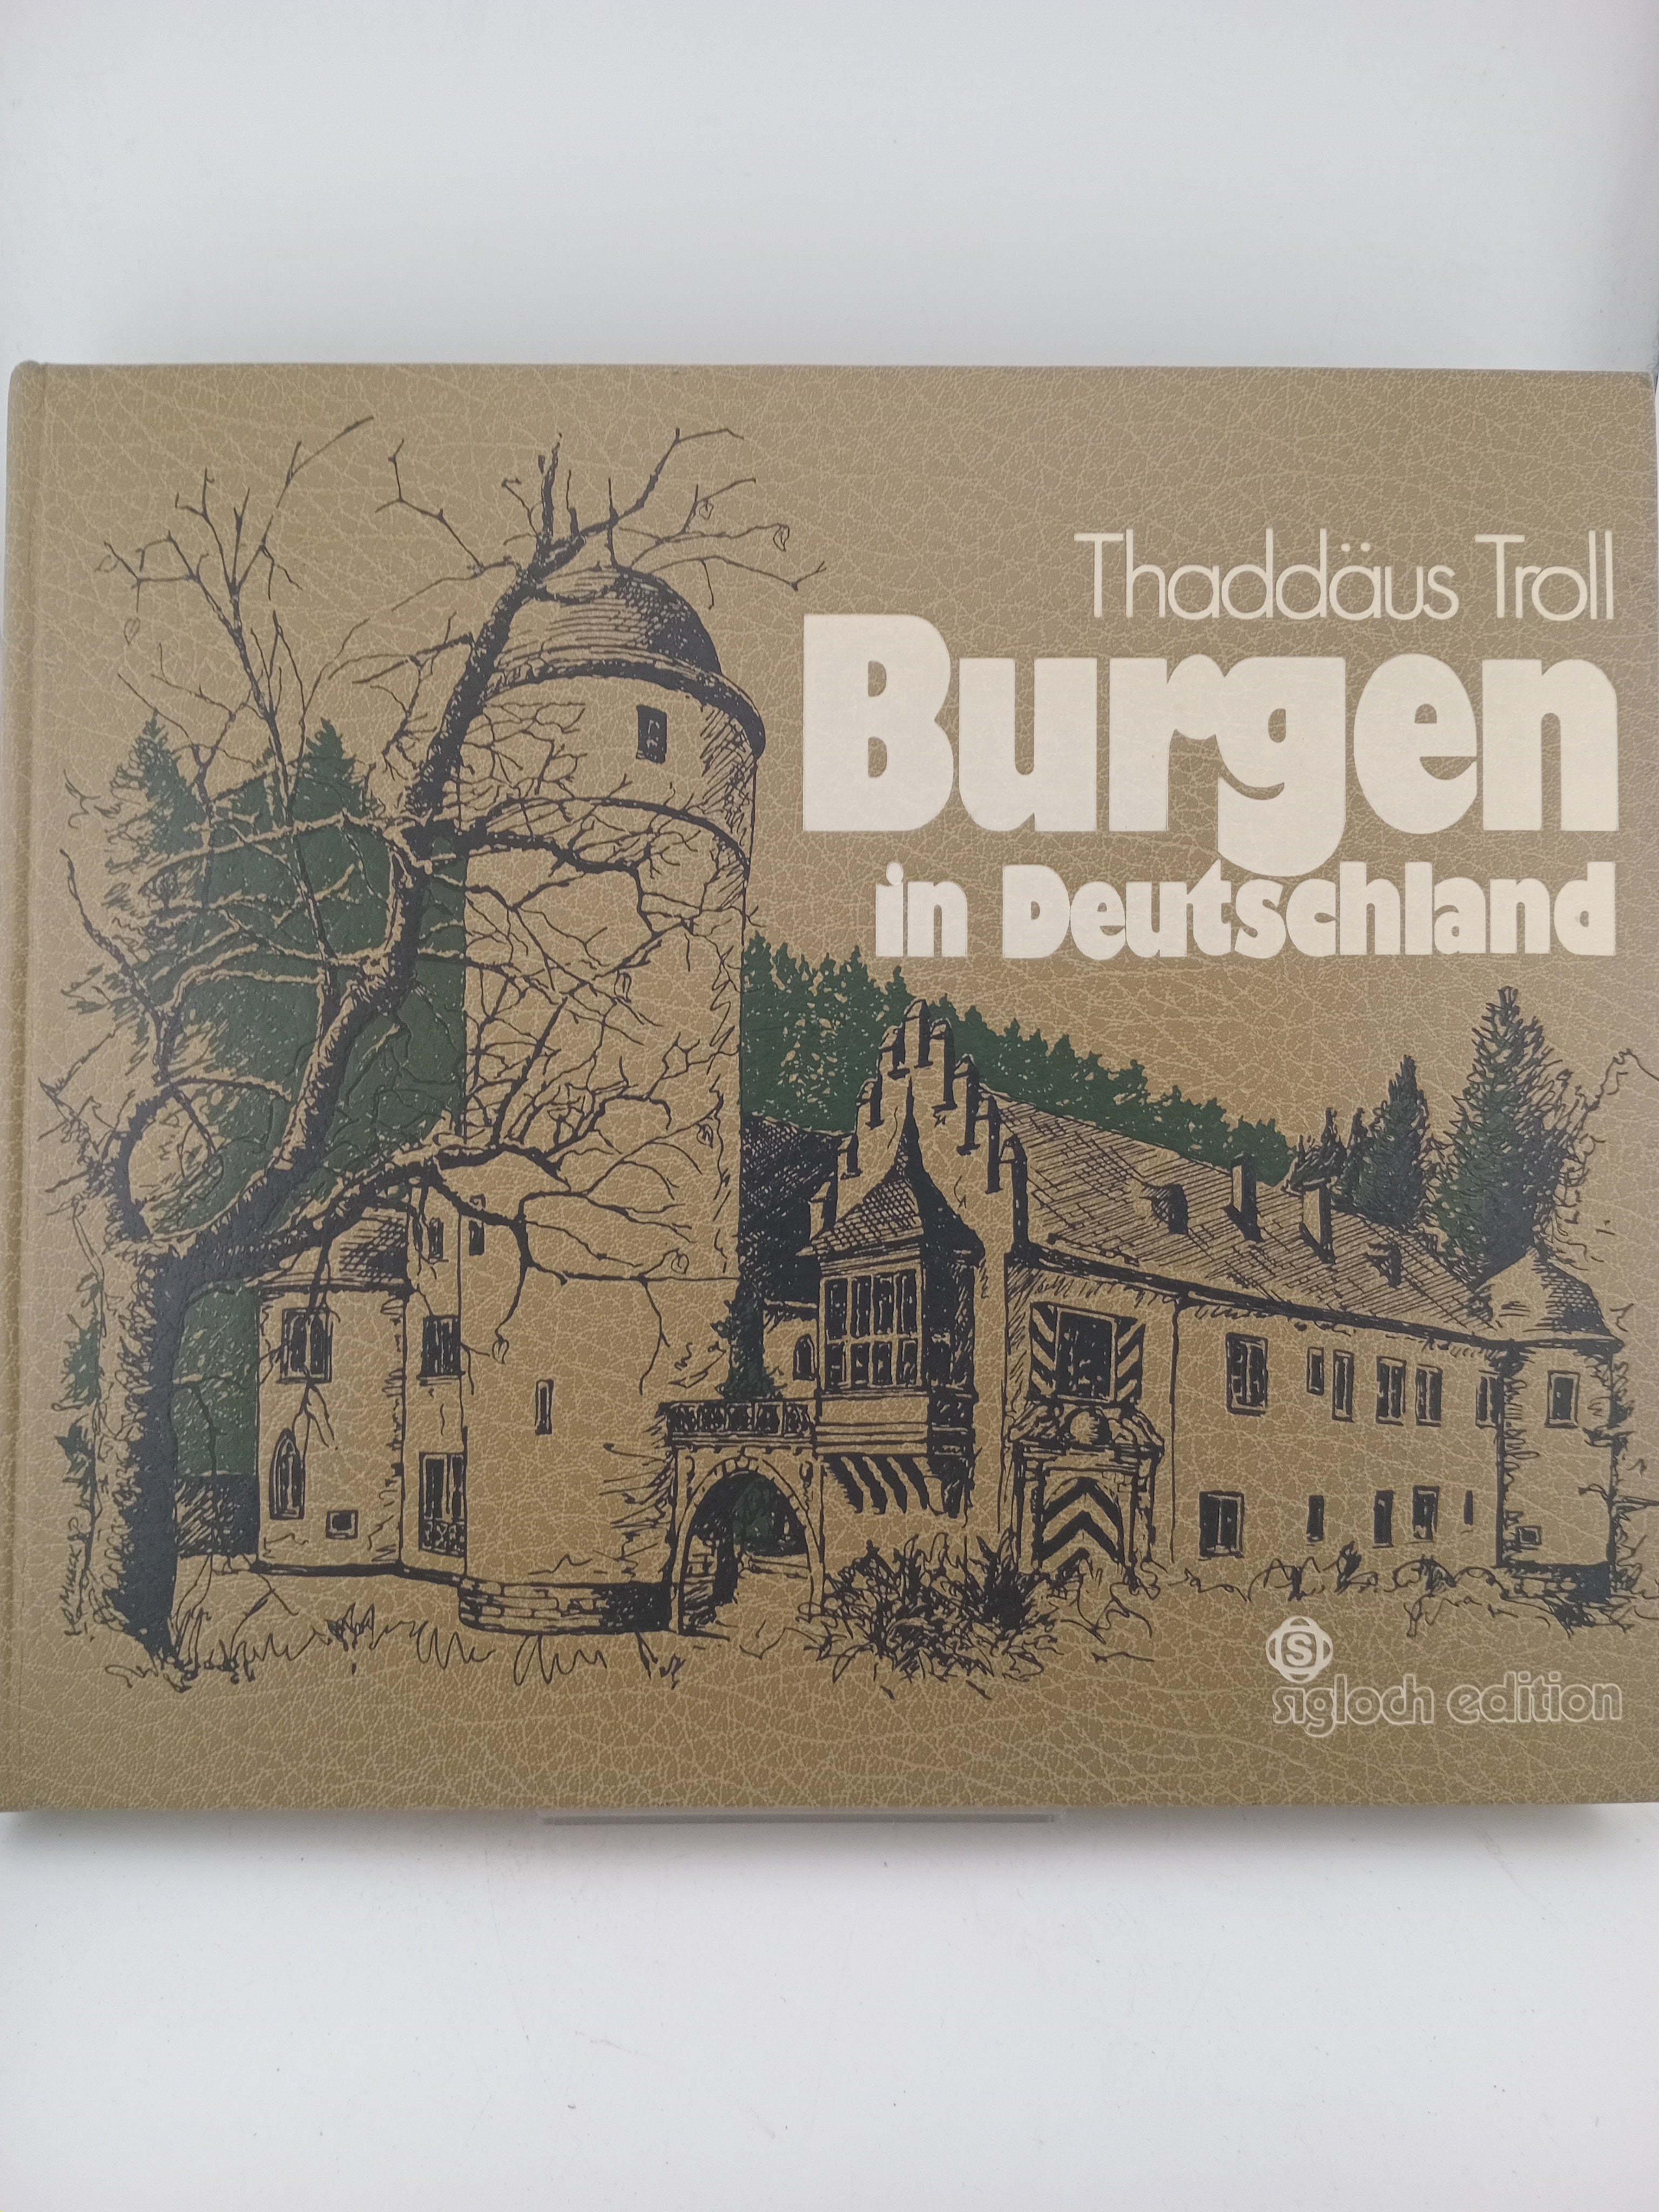 Thaddäus Troll
Burgen
in Deutschland
S
sigloch edition